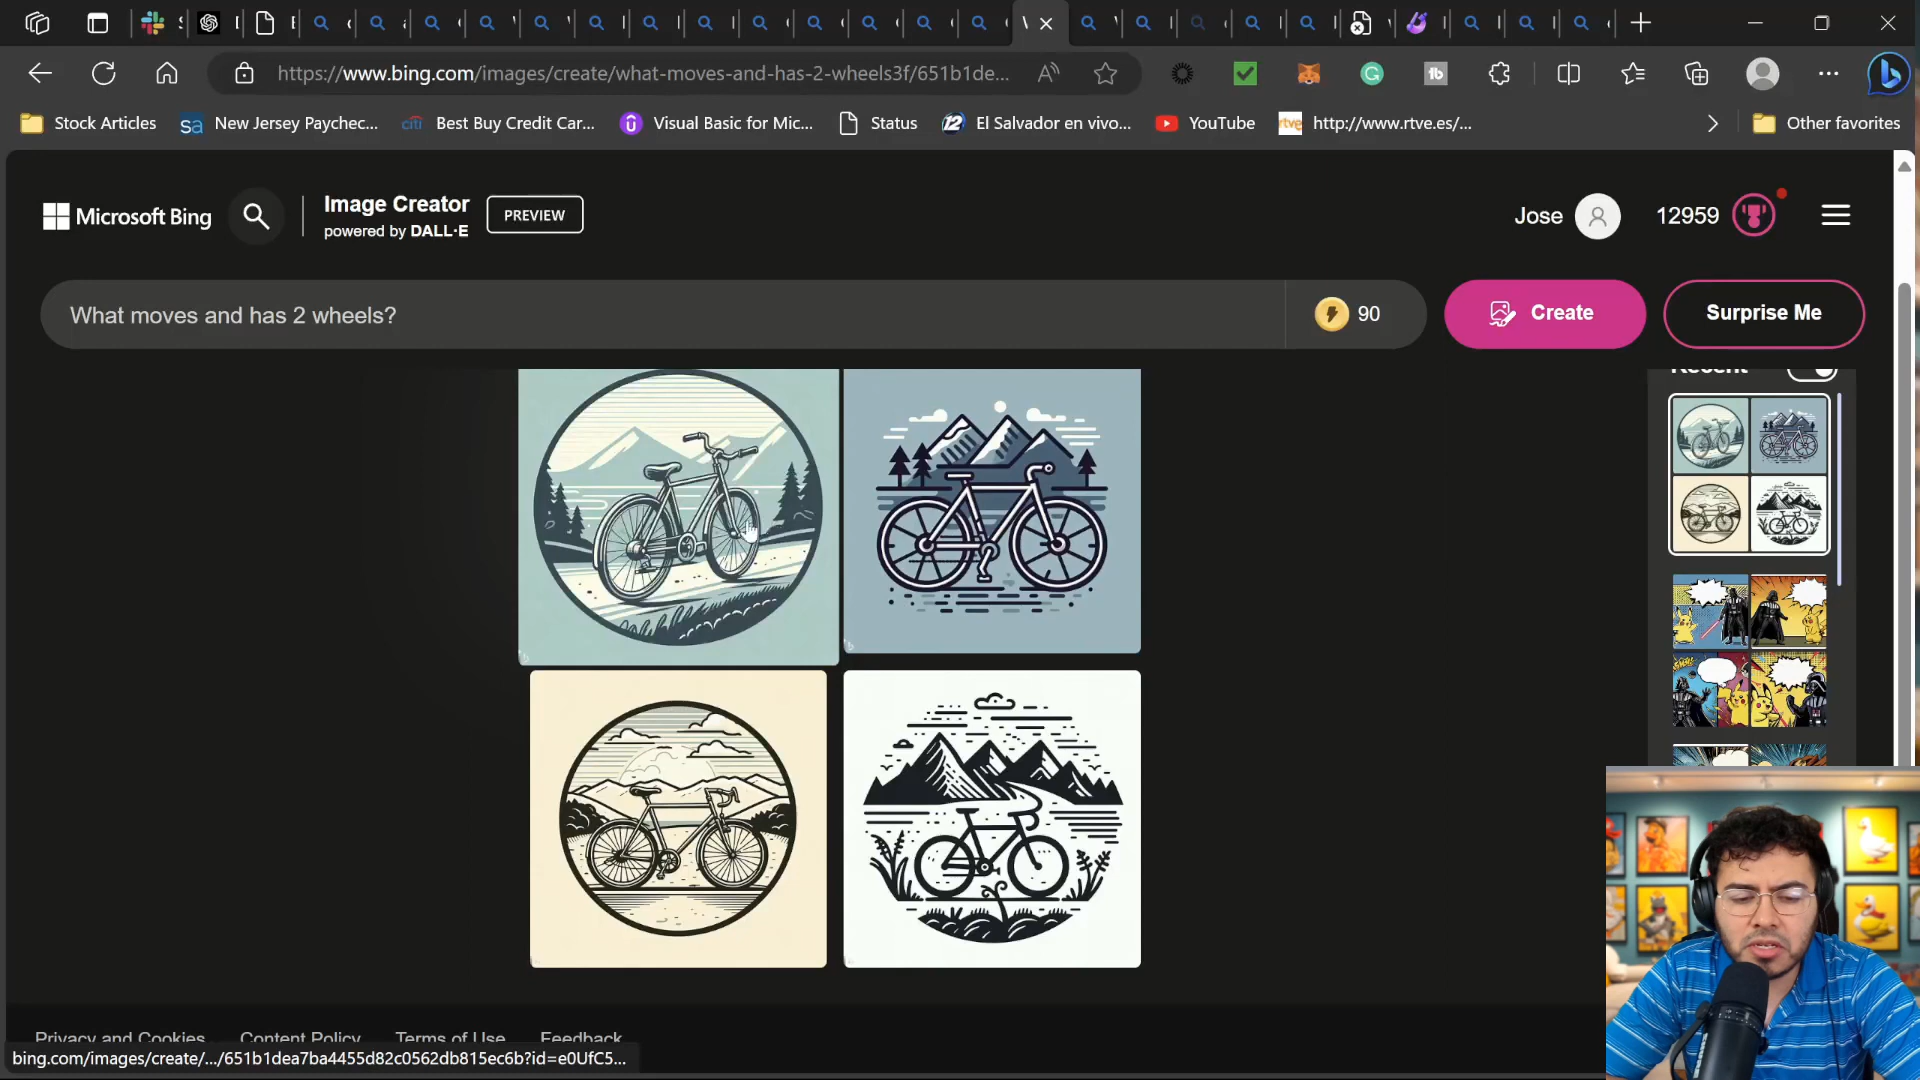 https://www.bing.com/images/create/what-moves-and-has-2-wheels3f/651b1de...
Stock Articles
New Jersey Paychec...
Best Buy Credit Car...
Visual Basic for Mic...
Status
El Salvador en vivo...
YouTube
http://www.rtve.es/...
Other favorites
Microsoft Bing
Image Creator
powered by DALL·E
PREVIEW
Jose
12959
What moves and has 2 wheels?
90
Create
Surprise Me
Recent
Privacy and Cookies
Content Policy
Terms of Use
Feedback
bing.com/images/create/.../651b1dea7ba4455d82c0562db815ec6b?id=e0UfC5...